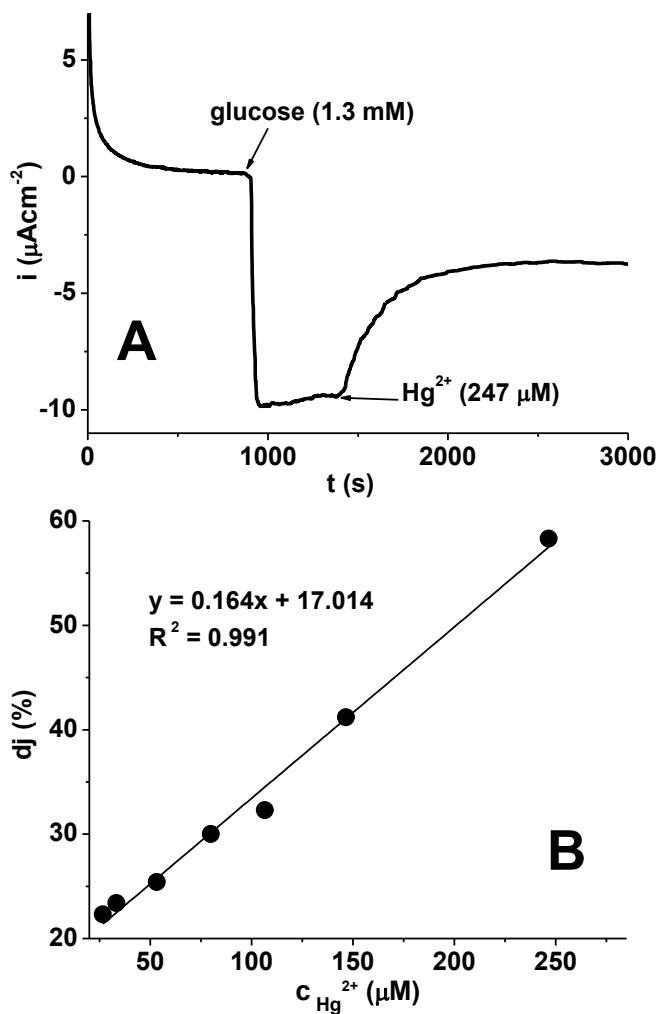 5
glucose (1.3 mM)
0
i (μAcm⁻²)
-5
A
Hg²⁺ (247 μM)
-10
0 1000 2000 3000
t (s)
60
y = 0.164x + 17.014
R² = 0.991
50
dj (%)
40
30
B
20
50 100 150 200 250
c Hg²⁺ (μM)